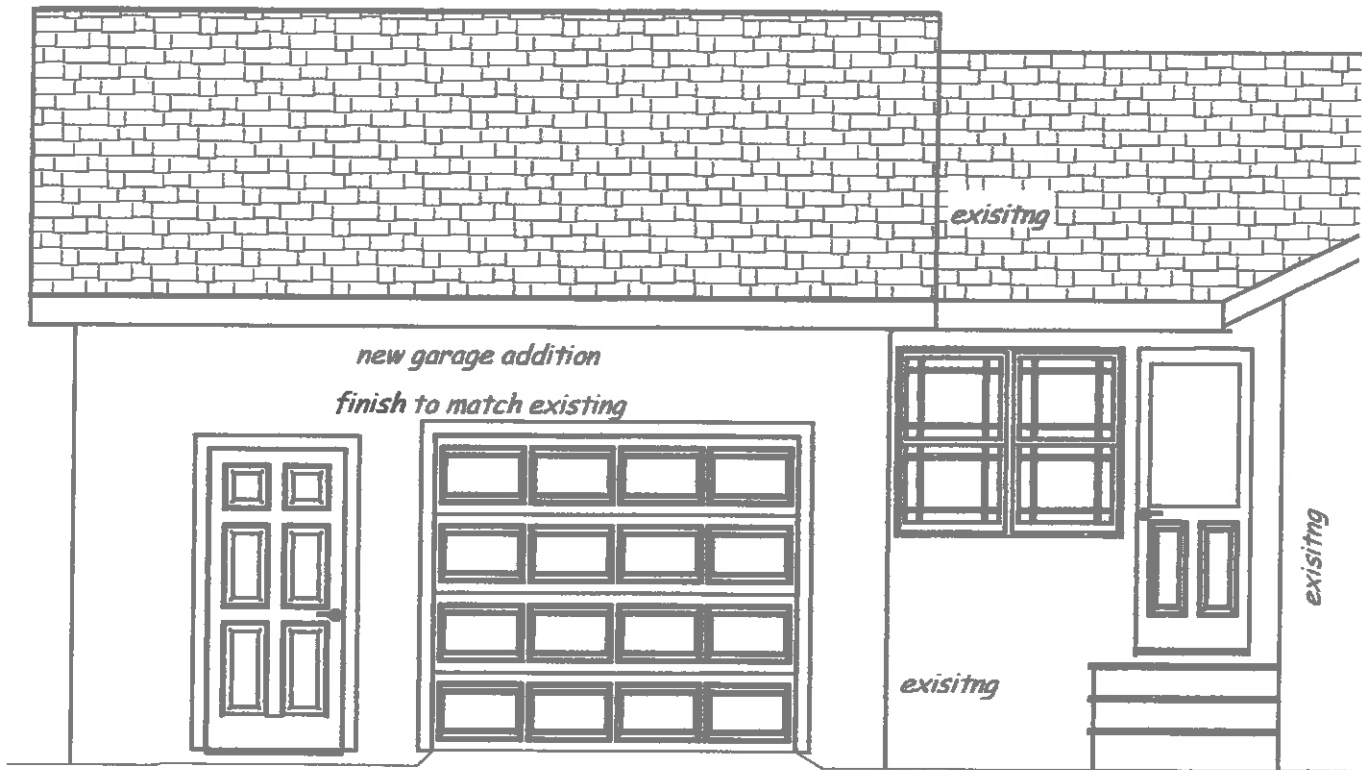 exisitng
new garage addition
finish to match existing
exisitng
exisitng